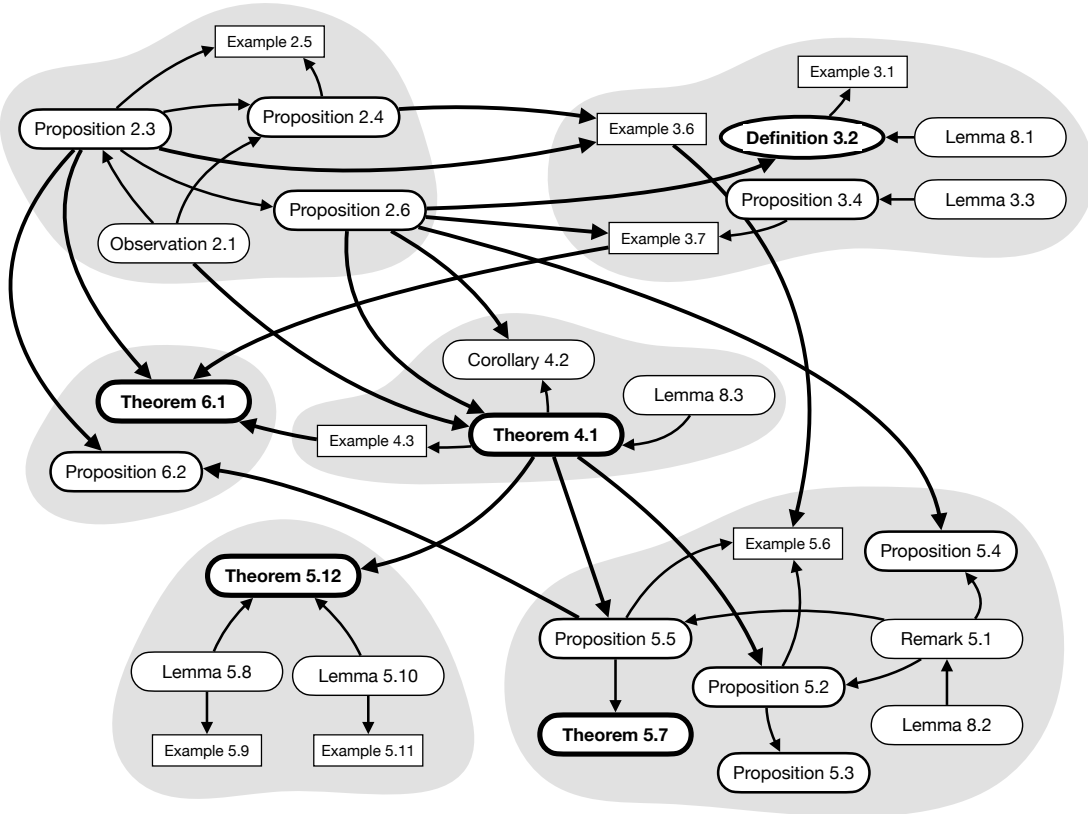 Example 2.5
Proposition 2.3
Proposition 2.4
Proposition 2.6
Observation 2.1
Example 3.1
Example 3.6
Definition 3.2
Lemma 8.1
Proposition 3.4
Lemma 3.3
Example 3.7
Corollary 4.2
Lemma 8.3
Theorem 4.1
Example 4.3
Theorem 6.1
Proposition 6.2
Theorem 5.12
Lemma 5.8
Lemma 5.10
Example 5.9
Example 5.11
Example 5.6
Proposition 5.4
Proposition 5.5
Remark 5.1
Proposition 5.2
Lemma 8.2
Theorem 5.7
Proposition 5.3